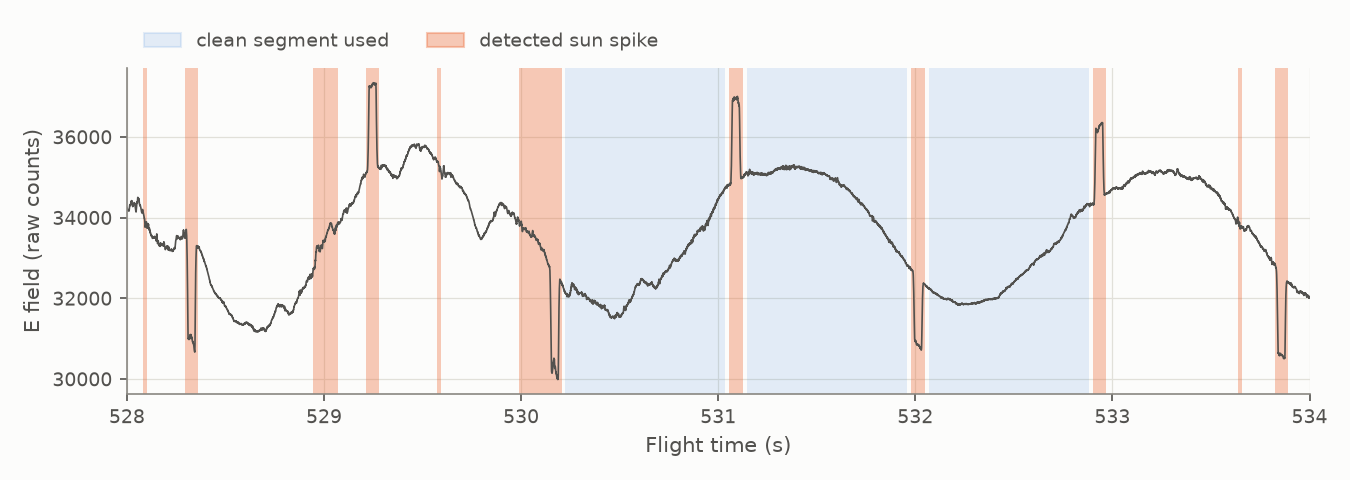 clean segment used detected sun spike
E field (raw counts)
36000
34000
32000
30000
528 529 530 531 532 533 534
Flight time (s)